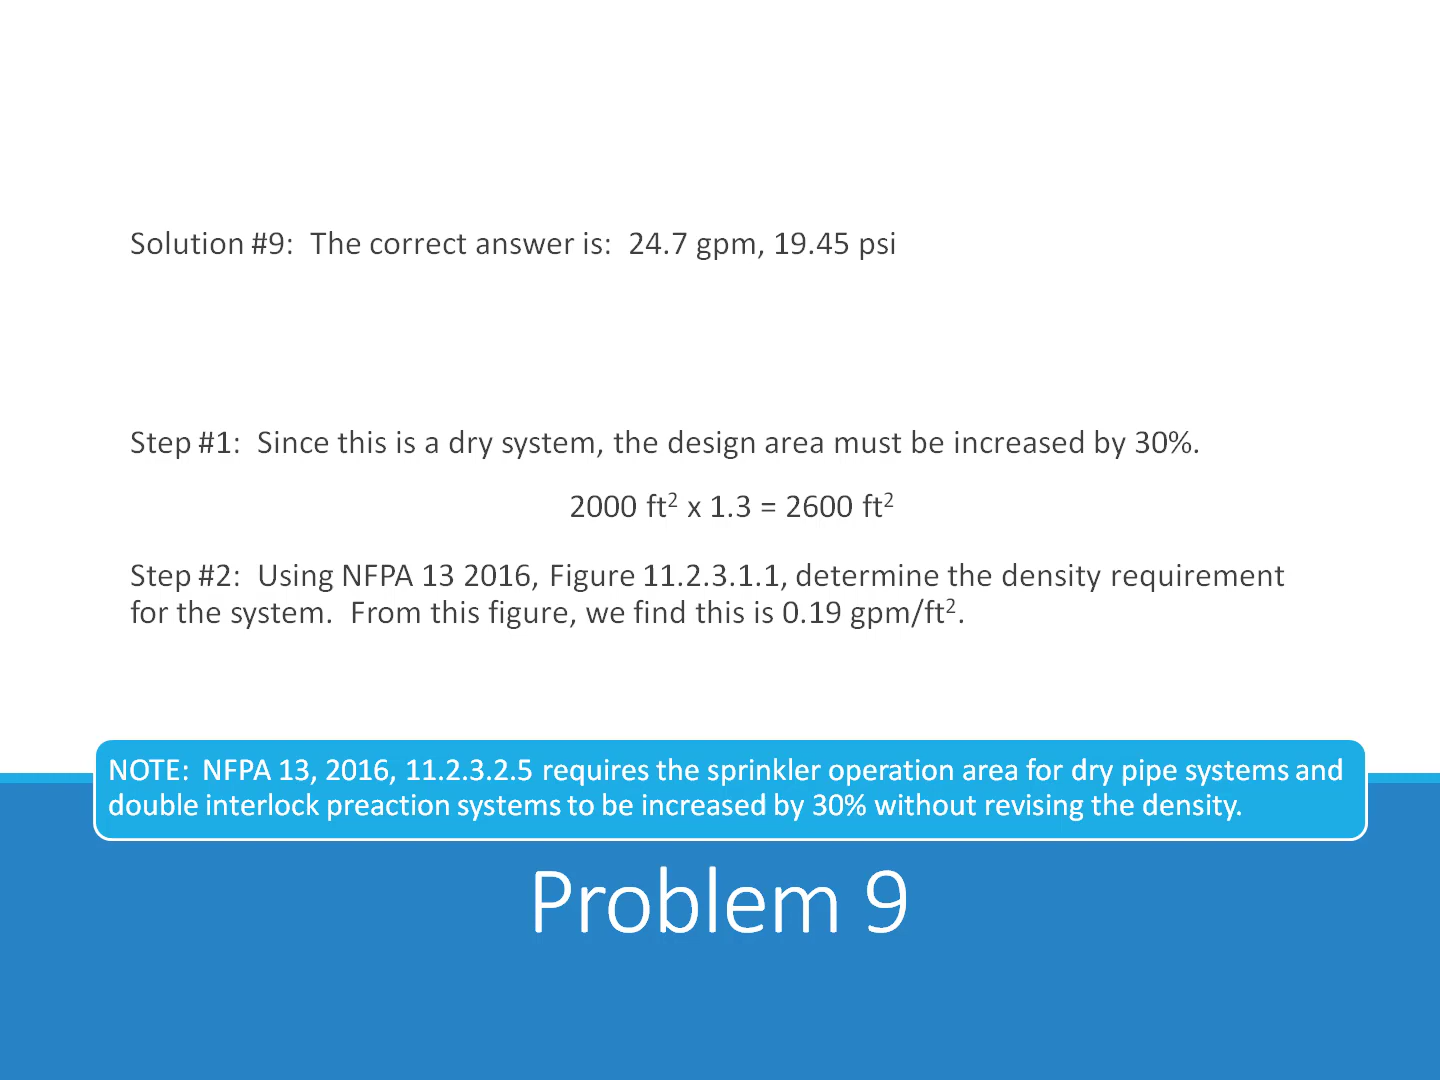 Solution #9:  The correct answer is:  24.7 gpm, 19.45 psi
Step #1:  Since this is a dry system, the design area must be increased by 30%.
2000 ft² x 1.3 = 2600 ft²
Step #2:  Using NFPA 13 2016, Figure 11.2.3.1.1, determine the density requirement
for the system.  From this figure, we find this is 0.19 gpm/ft².
NOTE:  NFPA 13, 2016, 11.2.3.2.5 requires the sprinkler operation area for dry pipe systems and
double interlock preaction systems to be increased by 30% without revising the density.
Problem 9